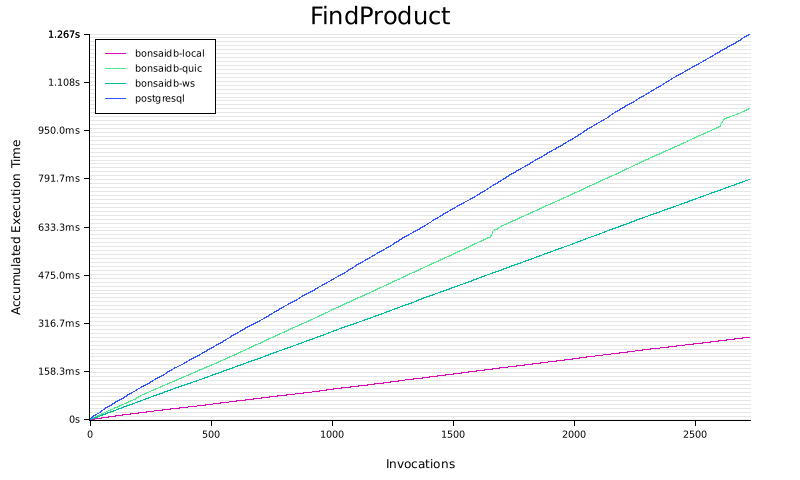 FindProduct
1.267s
bonsaidb-local
bonsaidb-quic
bonsaidb-ws
postgresql
1.108s
950.0ms
791.7ms
633.3ms
475.0ms
316.7ms
158.3ms
0s
Accumulated Execution Time
0
500
1000
1500
2000
2500
Invocations